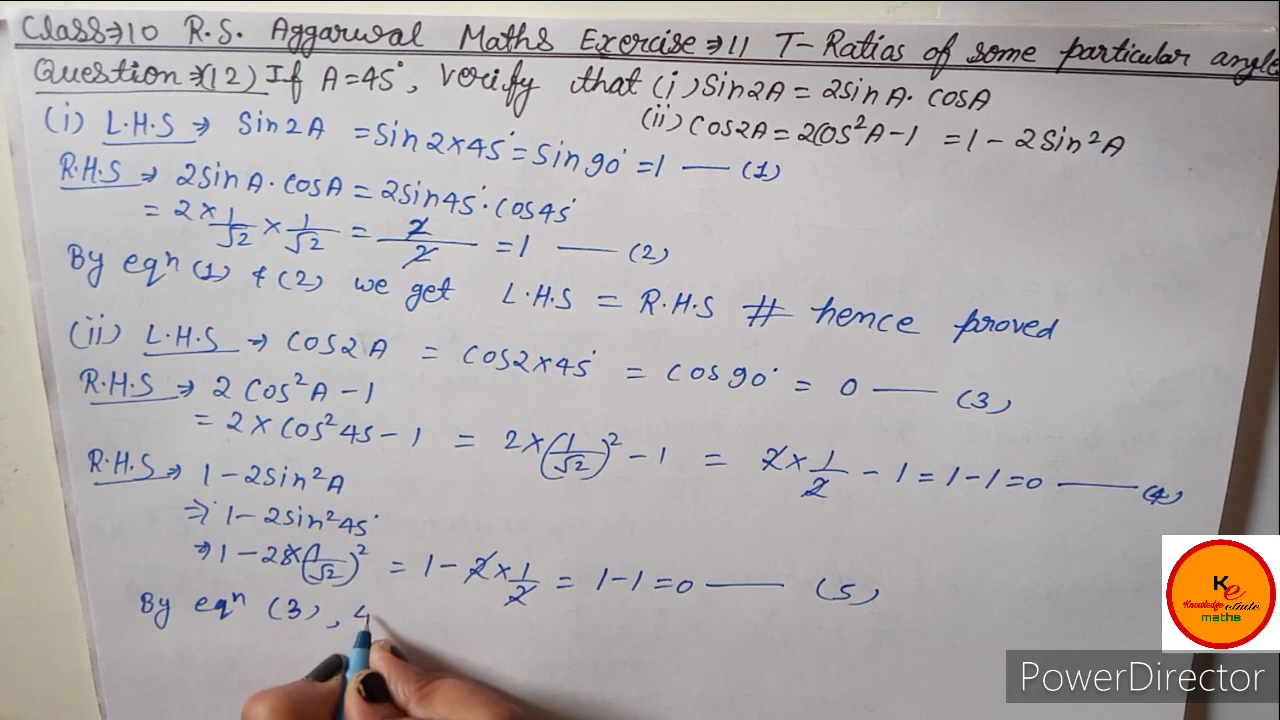 Class⇒10 R.S. Aggarwal Maths Exercise⇒11 T-Ratios of some particular angle
Question⇒(12) If A=45°, verify that (i) Sin2A = 2sinA. cosA
(ii) Cos2A = 2Cos²A-1 = 1-2Sin²A
(i) L.H.S → Sin2A = Sin 2×45° = Sin90° = 1 — (1)
R.H.S → 2sinA.cosA = 2sin45°.cos45°
= 2×1/√2×1/√2 = 2/2 = 1 — (2)
By eqⁿ (1) & (2) we get L.H.S = R.H.S # hence proved
(ii) L.H.S → Cos2A = Cos2×45° = Cos90° = 0 — (3)
R.H.S → 2Cos²A-1
= 2×Cos²45-1 = 2×(1/√2)²-1 = 2×1/2-1 = 1-1=0 — (4)
R.H.S → 1-2sin²A
⇒ 1-2sin²45°
⇒ 1-2×(1/√2)² = 1-2×1/2 = 1-1=0 — (5)
By eqⁿ (3), 4
Ke
Knowledge etude
maths
PowerDirector